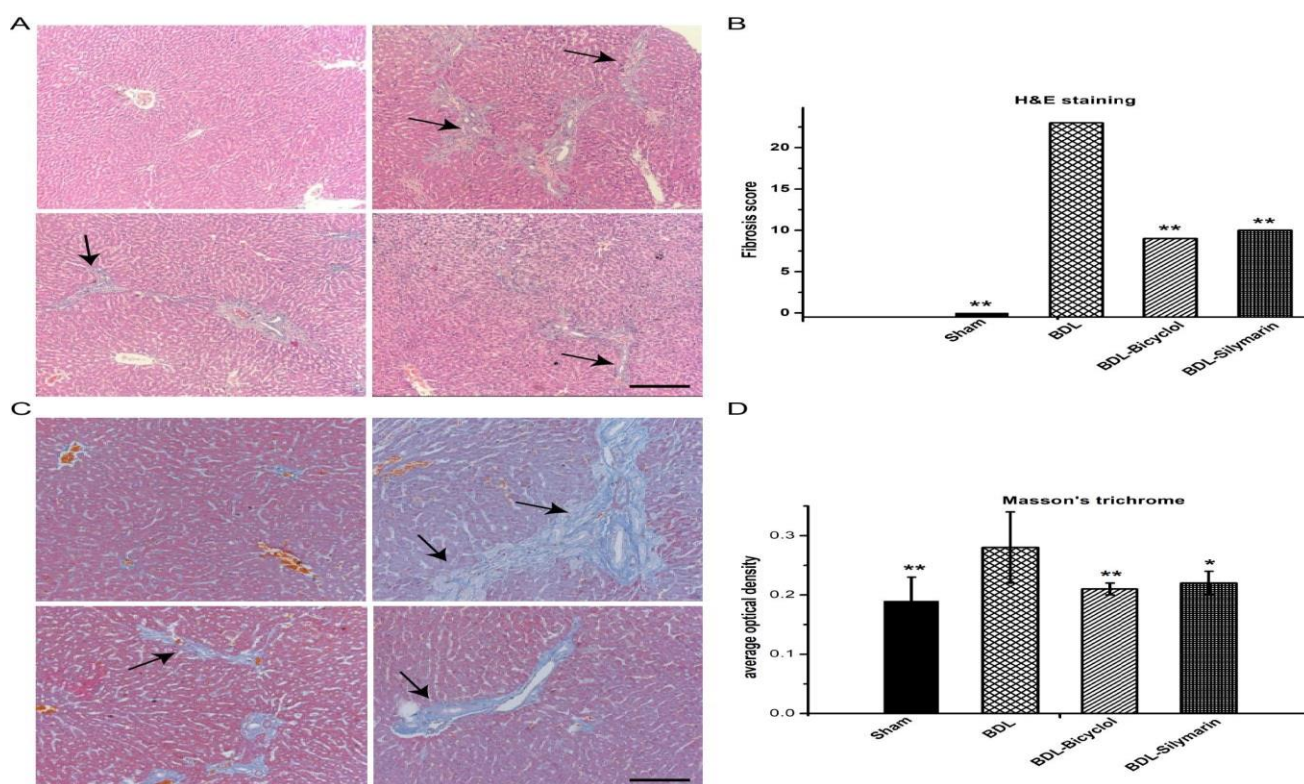 A
B
H&E staining
Fibrosis score
20
15
10
5
0
**
**
**
Sham
BDL
BDL-Bicyclol
BDL-Silymarin
C
D
Masson's trichrome
average optical density
0.3
0.2
0.1
0.0
**
**
*
Sham
BDL
BDL-Bicyclol
BDL-Silymarin